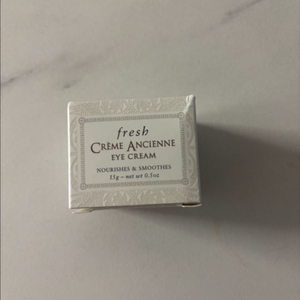 fresh
CRÈME ANCIENNE
EYE CREAM
NOURISHES & SMOOTHES
15g – net wt 0.5oz